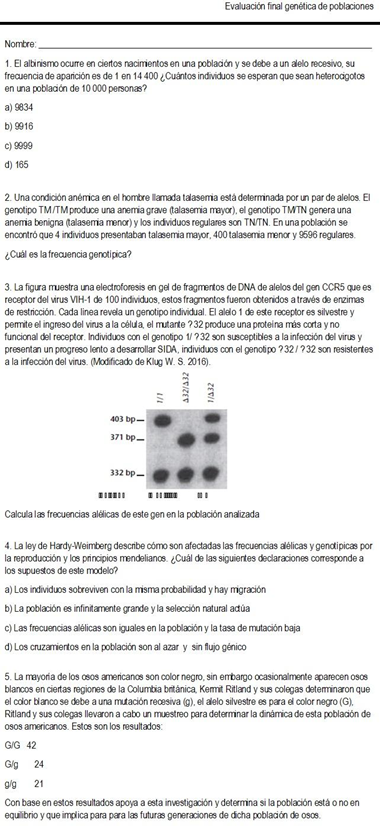 Evaluación final genética de poblaciones
Nombre:
1. El albinismo ocurre en ciertos nacimientos en una población y se debe a un alelo recesivo, su
frecuencia de aparición es de 1 en 14 400 ¿Cuántos individuos se esperan que sean heterocigotos
en una población de 10 000 personas?
a) 9834
b) 9916
c) 9999
d) 165
2. Una condición anémica en el hombre llamada talasemia está determinada por un par de alelos. El
genotipo TM/TM produce una anemia grave (talasemia mayor), el genotipo TM/TN genera una
anemia benigna (talasemia menor) y los individuos regulares son TN/TN. En una población se
encontró que 4 individuos presentaban talasemia mayor, 400 talasemia menor y 9596 regulares.
¿Cuál es la frecuencia genotípica?
3. La figura muestra una electroforesis en gel de fragmentos de DNA de alelos del gen CCR5 que es
receptor del virus VIH-1 de 100 individuos, estos fragmentos fueron obtenidos a través de enzimas
de restricción. Cada línea revela un genotipo individual. El alelo 1 de este receptor es silvestre y
permite el ingreso del virus a la célula, el mutante ?32 produce una proteína más corta y no
funcional del receptor. Individuos con el genotipo 1/ ?32 son susceptibles a la infección del virus y
presentan un progreso lento a desarrollar SIDA, individuos con el genotipo ?32 / ?32 son resistentes
a la infección del virus. (Modificado de Klug W. S. 2016).
1/1 Δ32/Δ32 1/Δ32
403 bp
371 bp
332 bp
Calcula las frecuencias alélicas de este gen en la población analizada
4. La ley de Hardy-Weimberg describe cómo son afectadas las frecuencias alélicas y genotípicas por
la reproducción y los principios mendelianos. ¿Cuál de las siguientes declaraciones corresponde a
los supuestos de este modelo?
a) Los individuos sobreviven con la misma probabilidad y hay migración
b) La población es infinitamente grande y la selección natural actúa
c) Las frecuencias alélicas son iguales en la población y la tasa de mutación baja
d) Los cruzamientos en la población son al azar y sin flujo génico
5. La mayoría de los osos americanos son color negro, sin embargo ocasionalmente aparecen osos
blancos en ciertas regiones de la Columbia británica, Kermit Ritland y sus colegas determinaron que
el color blanco se debe a una mutación recesiva (g), el alelo silvestre es para el color negro (G),
Ritland y sus colegas llevaron a cabo un muestreo para determinar la dinámica de esta población de
osos americanos. Estos son los resultados:
G/G 42
G/g 24
g/g 21
Con base en estos resultados apoya a esta investigación y determina si la población está o no en
equilibrio y que implica para para las futuras generaciones de dicha población de osos.